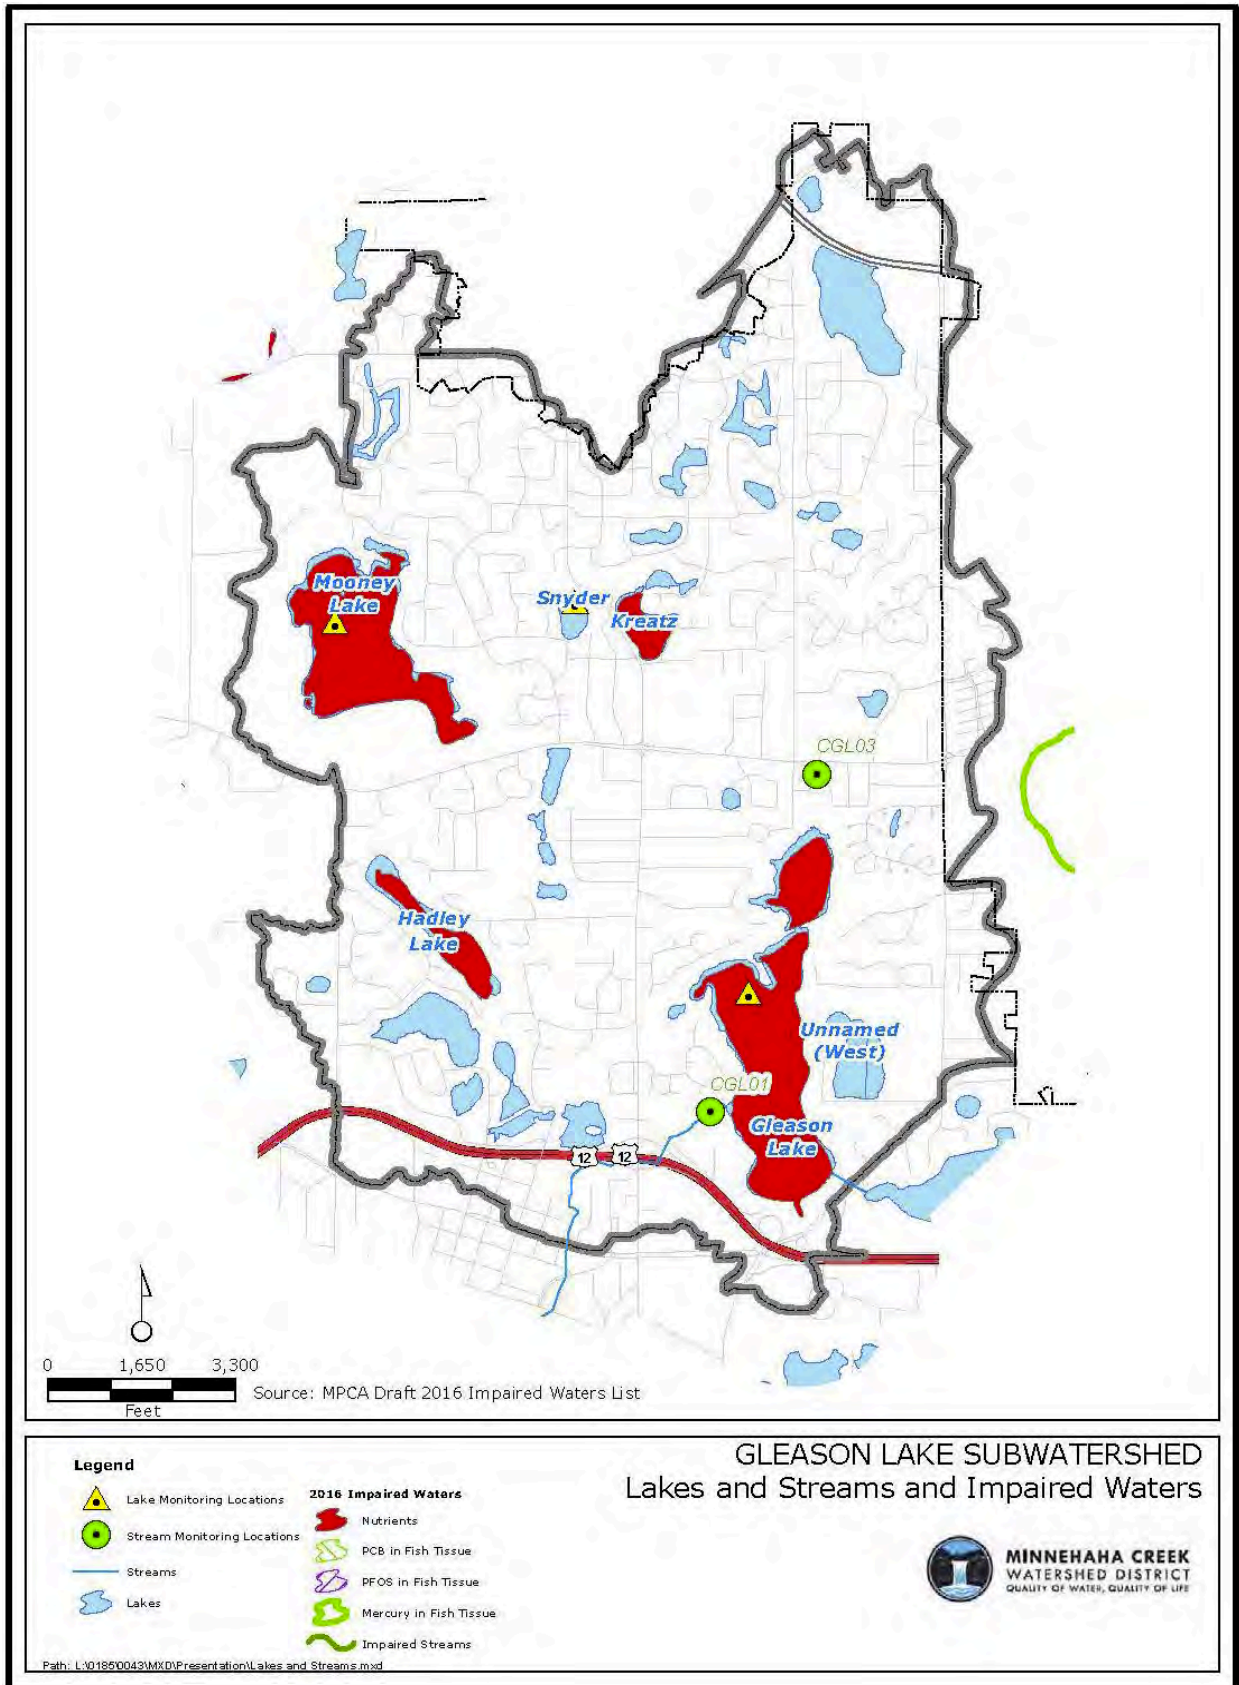 Mooney
Lake
Snyder
Kreatz
CGL03
Hadley
Lake
Unnamed
(West)
CGL01
Gleason
Lake
12 12
0 1,650 3,300
Feet
Source: MPCA Draft 2016 Impaired Waters List
GLEASON LAKE SUBWATERSHED
Lakes and Streams and Impaired Waters
Legend
Lake Monitoring Locations
Stream Monitoring Locations
Streams
Lakes
2016 Impaired Waters
Nutrients
PCB in Fish Tissue
PFOS in Fish Tissue
Mercury in Fish Tissue
Impaired Streams
MINNEHAHA CREEK
WATERSHED DISTRICT
QUALITY OF WATER, QUALITY OF LIFE
Path: L:\0185\0043\MXD\Presentation\Lakes and Streams.mxd